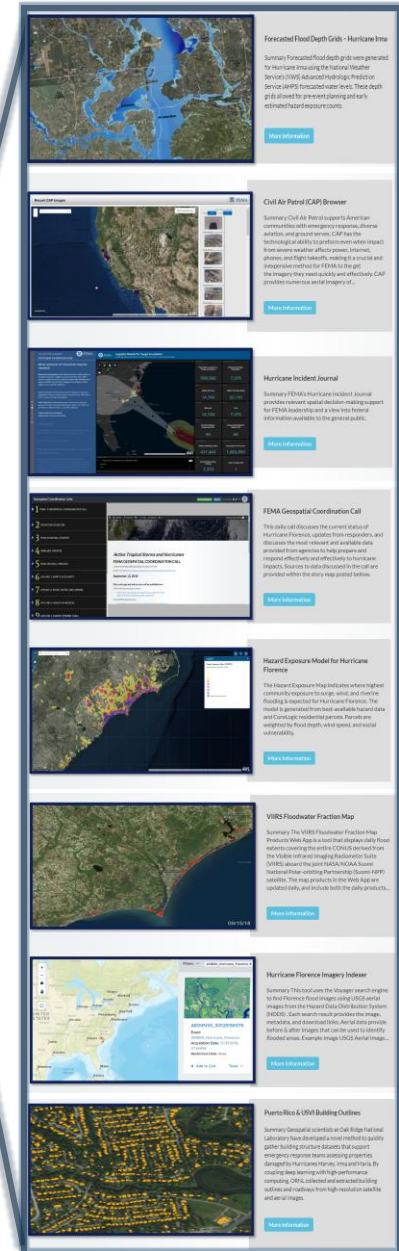 Forecasted Flood Depth Grids – Hurricane Irma
Summary Forecasted flood depth grids were generated
for Hurricane Irma using the National Weather
Service's (NWS) Advanced Hydrologic Prediction
Service (AHPS) forecasted water levels. These depth
grids allowed for pre-event planning and early
estimated hazard exposure counts.
More Information
Recent CAP Images
Civil Air Patrol (CAP) Browser
Summary Civil Air Patrol supports American
communities with emergency response, diverse
aviation, and ground serves. CAP has the
technological ability to preform even when impact
from severe weather affects power, internet,
phones, and flight takeoffs, making it a crucial and
inexpensive method for FEMA to the get
the imagery they need quickly and effectively. CAP
provides numerous aerial imagery of...
More Information
Hurricane Incident Journal
Summary FEMA's Hurricane Incident Journal
provides relevant spatial decision-making support
for FEMA leadership and a view into federal
information available to the general public.
More Information
Geospatial Coordination Calls
Active Tropical Storms and Hurricanes
FEMA GEOSPATIAL COORDINATION CALL
FEMA Geospatial Coordination Call
This daily call discusses the current status of
Hurricane Florence, updates from responders, and
discusses the most relevant and available data
provided from agencies to help prepare and
respond efficiently and effectively to hurricane
impacts. Sources to data discussed in the call are
provided within the story map posted below.
More Information
Hazard Exposure Model for Hurricane
Florence
The Hazard Exposure Map indicates where highest
community exposure to surge, wind, and riverine
flooding is expected for Hurricane Florence. The
model is generated from best-available hazard data
and CoreLogic residential parcels. Parcels are
weighted by flood depth, wind speed, and social
vulnerability.
More Information
09/19/18
VIIRS Floodwater Fraction Map
Summary The VIIRS Floodwater Fraction Map
Products Web App is a tool that displays daily flood
extents covering the entire CONUS derived from
the Visible Infrared Imaging Radiometer Suite
(VIIRS) aboard the joint NASA/NOAA Suomi
National Polar-orbiting Partnership (Suomi-NPP)
satellite. The map products in the Web App are
updated daily, and include both the daily products...
More Information
Hurricane Florence Imagery Indexer
Summary This tool uses the Voyager search engine
to find Florence flood images using USGS aerial
images from the Hazard Data Distribution System
(HDDS). Each search result provides the image,
metadata, and download links. Aerial data provide
before & after images that can be used to identify
flooded areas. Example Image USGS Aerial Image...
More Information
Puerto Rico & USVI Building Outlines
Summary Geospatial scientists at Oak Ridge National
Laboratory have developed a novel method to quickly
gather building structure datasets that support
emergency response teams assessing properties
damaged by Hurricanes Harvey, Irma and Maria. By
coupling deep learning with high-performance
computing, ORNL collected and extracted building
outlines and roadways from high-resolution satellite
and aerial images.
More Information